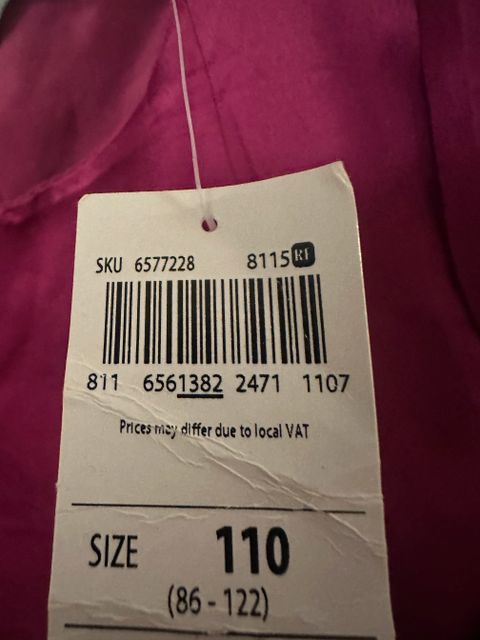 SKU 6577228 8115 RI
811 6561382 2471 1107
Prices may differ due to local VAT
SIZE 110
(86 - 122)